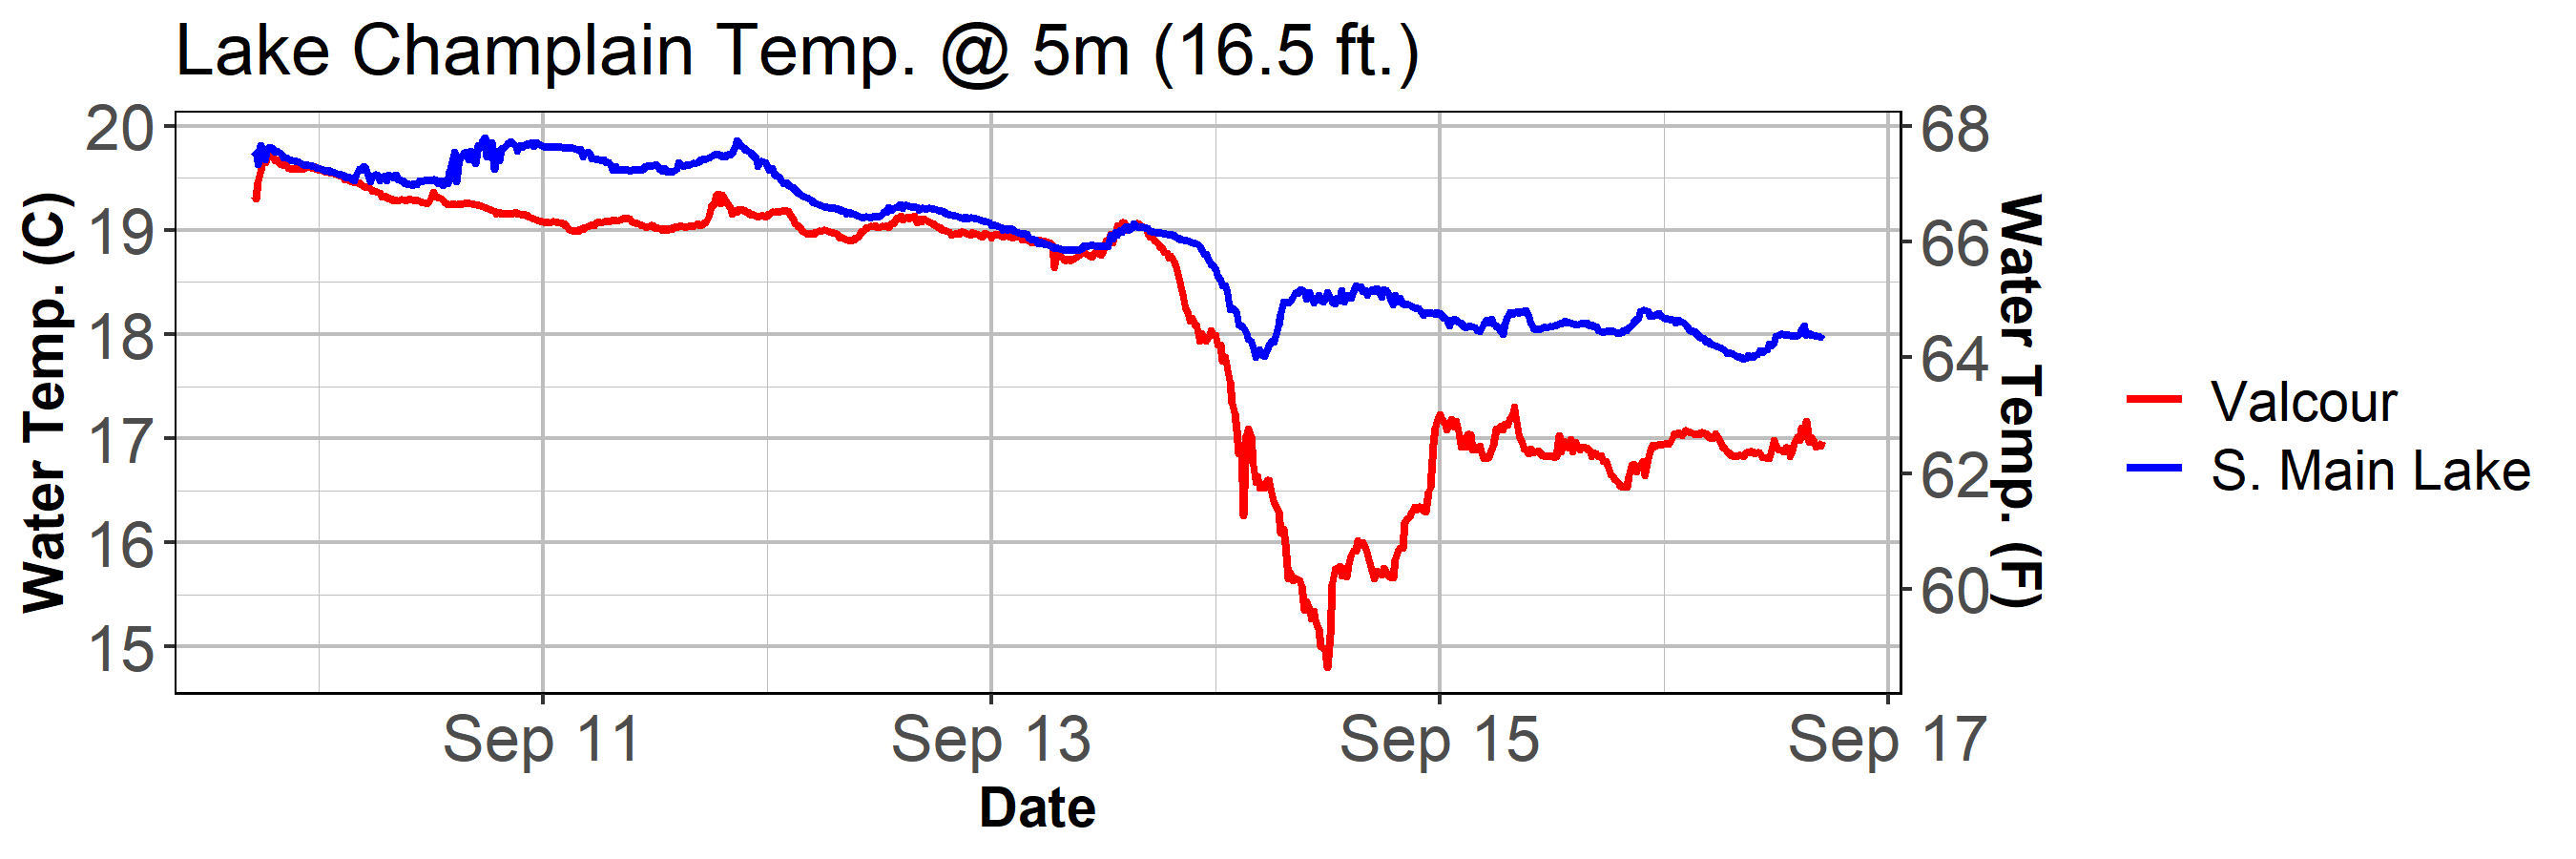 Lake Champlain Temp. @ 5m (16.5 ft.)
20
19
18
17
16
15
Water Temp. (C)
68
66
64
62
60
Water Temp. (F)
Sep 11
Sep 13
Sep 15
Sep 17
Date
Valcour
S. Main Lake